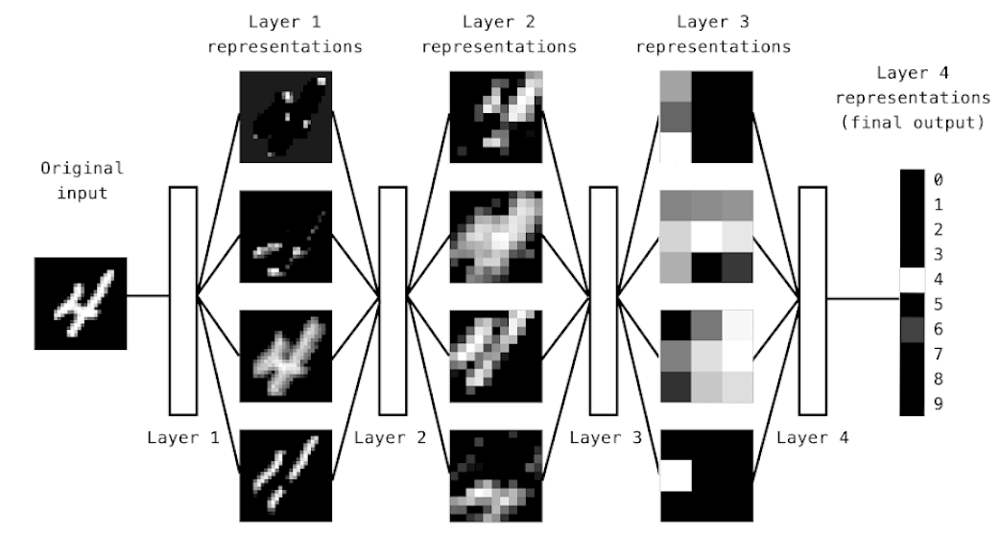 Layer 1
representations
Layer 2
representations
Layer 3
representations
Layer 4
representations
(final output)
Original
input
0
1
2
3
4
5
6
7
8
9
Layer 1
Layer 2
Layer 3
Layer 4